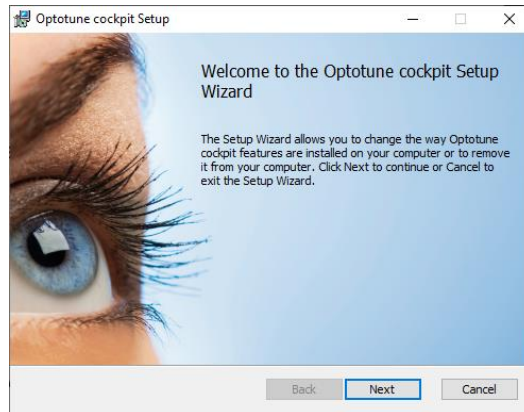 Optotune cockpit Setup
Welcome to the Optotune cockpit Setup
Wizard
The Setup Wizard allows you to change the way Optotune
cockpit features are installed on your computer or to remove
it from your computer. Click Next to continue or Cancel to
exit the Setup Wizard.
Back
Next
Cancel